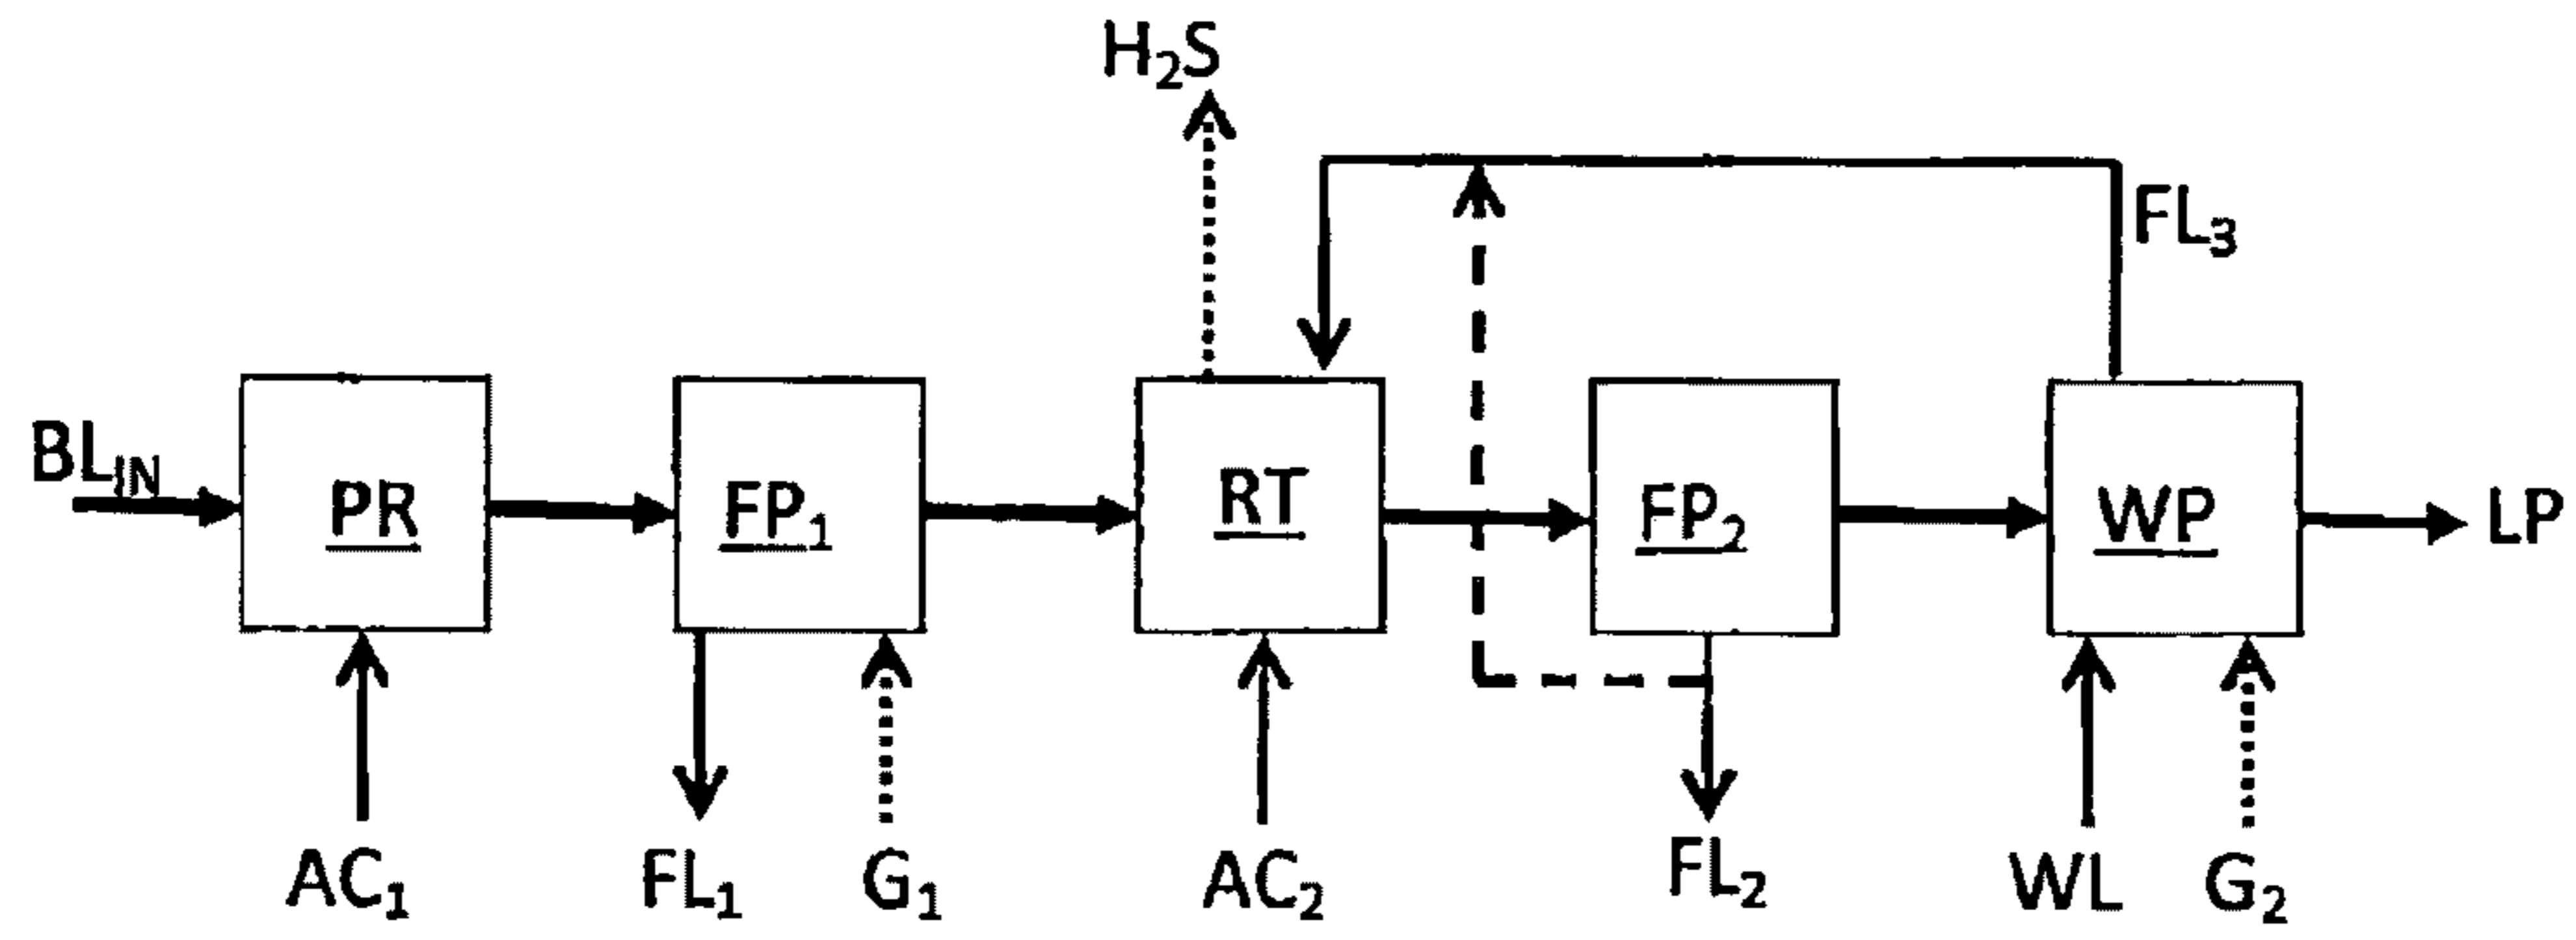 H₂S
FL₃
BL_IN
PR
FP₁
RT
FP₂
WP
LP
AC₁
FL₁
G₁
AC₂
FL₂
WL
G₂